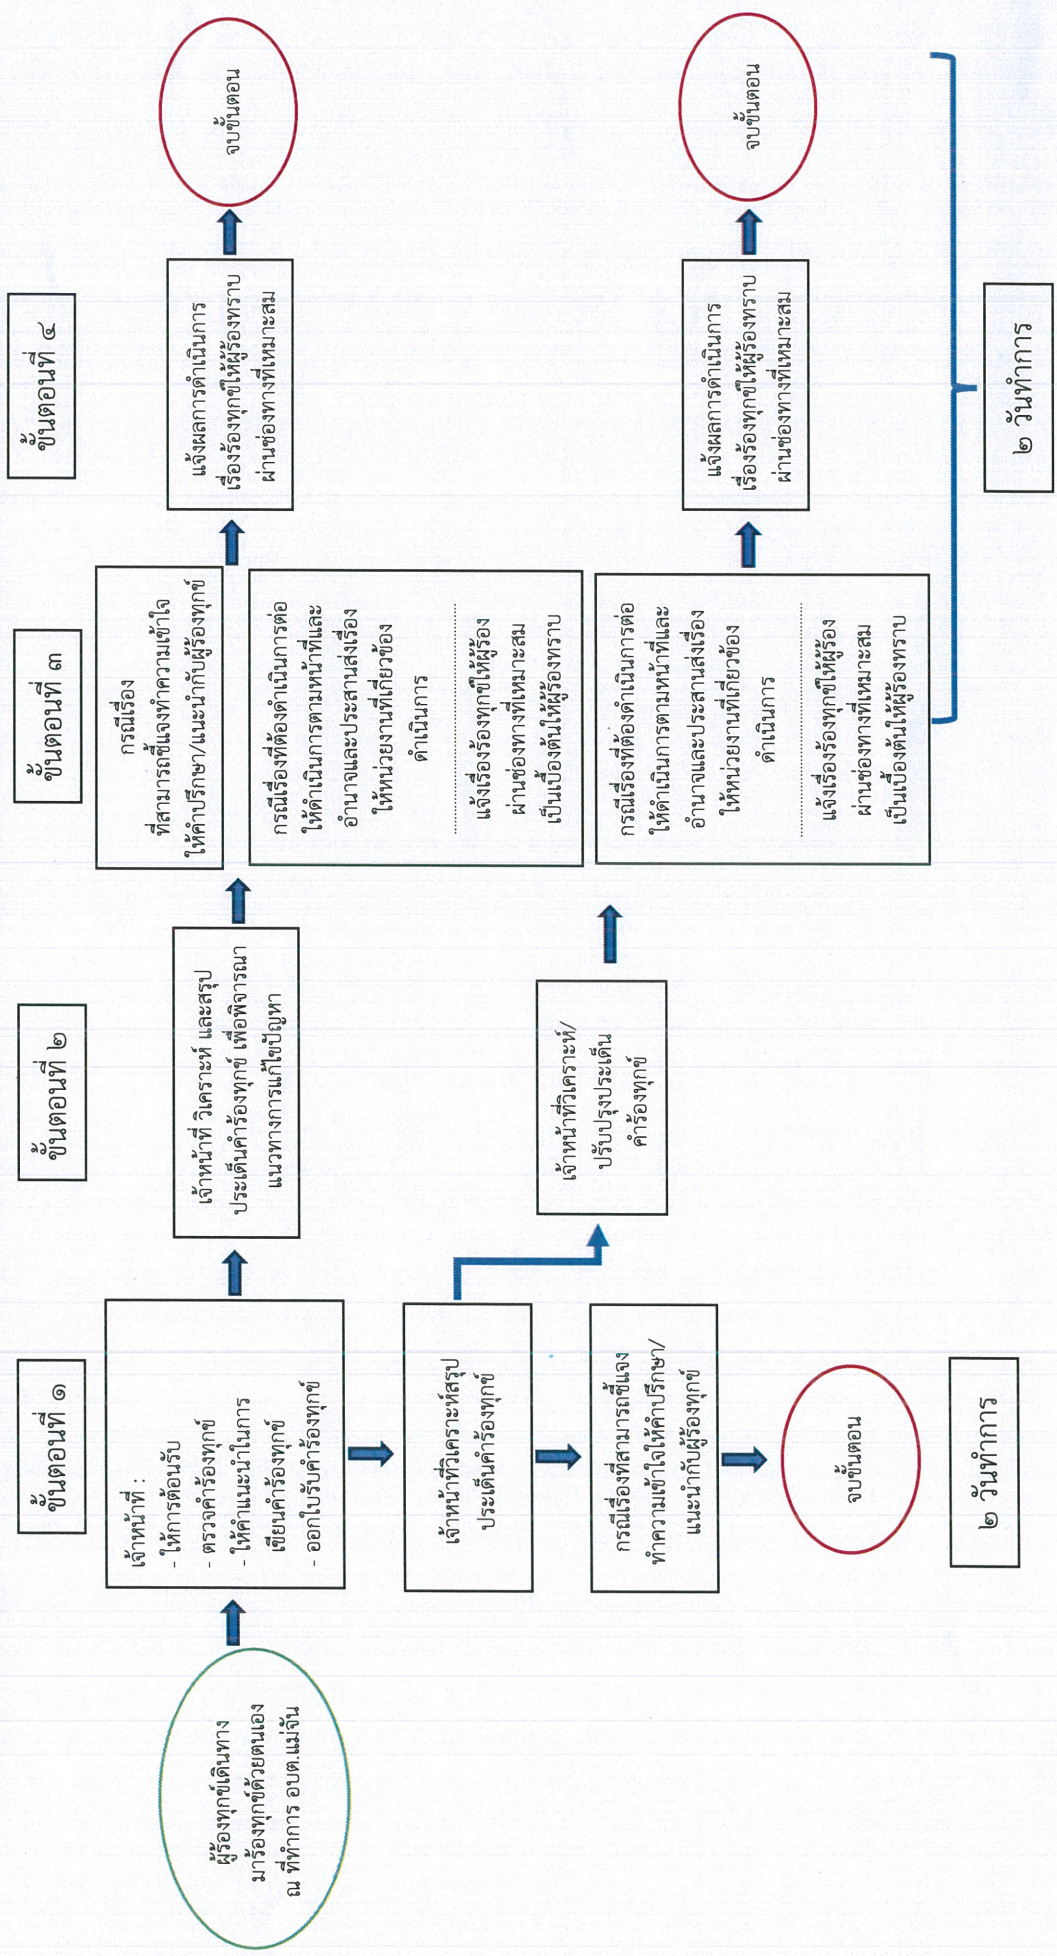 ขั้นตอนที่ ๑
ขั้นตอนที่ ๒
ขั้นตอนที่ ๓
ขั้นตอนที่ ๔
ผู้ร้องทุกข์เดินทาง
มาร้องทุกข์ด้วยตนเอง
ณ ที่ทำการ อบต.แม่จัน
เจ้าหน้าที่ :
- ให้การต้อนรับ
- ตรวจคำร้องทุกข์
- ให้คำแนะนำในการ
เขียนคำร้องทุกข์
- ออกใบรับคำร้องทุกข์
เจ้าหน้าที่ วิเคราะห์ และสรุป
ประเด็นคำร้องทุกข์ เพื่อพิจารณา
แนวทางการแก้ไขปัญหา
กรณีเรื่อง
ที่สามารถชี้แจงทำความเข้าใจ
ให้คำปรึกษา/แนะนำกับผู้ร้องทุกข์
แจ้งผลการดำเนินการ
เรื่องร้องทุกข์ให้ผู้ร้องทราบ
ผ่านช่องทางที่เหมาะสม
จบขั้นตอน
กรณีเรื่องที่ต้องดำเนินการต่อ
ให้ดำเนินการตามหน้าที่และ
อำนาจและประสานส่งเรื่อง
ให้หน่วยงานที่เกี่ยวข้อง
ดำเนินการ
แจ้งเรื่องร้องทุกข์ให้ผู้ร้อง
ผ่านช่องทางที่เหมาะสม
เป็นเบื้องต้นให้ผู้ร้องทราบ
เจ้าหน้าที่วิเคราะห์สรุป
ประเด็นคำร้องทุกข์
เจ้าหน้าที่วิเคราะห์/
ปรับปรุงประเด็น
คำร้องทุกข์
กรณีเรื่องที่ต้องดำเนินการต่อ
ให้ดำเนินการตามหน้าที่และ
อำนาจและประสานส่งเรื่อง
ให้หน่วยงานที่เกี่ยวข้อง
ดำเนินการ
แจ้งเรื่องร้องทุกข์ให้ผู้ร้อง
ผ่านช่องทางที่เหมาะสม
เป็นเบื้องต้นให้ผู้ร้องทราบ
แจ้งผลการดำเนินการ
เรื่องร้องทุกข์ให้ผู้ร้องทราบ
ผ่านช่องทางที่เหมาะสม
จบขั้นตอน
กรณีเรื่องที่สามารถชี้แจง
ทำความเข้าใจให้คำปรึกษา/
แนะนำกับผู้ร้องทุกข์
จบขั้นตอน
๒ วันทำการ
๒ วันทำการ